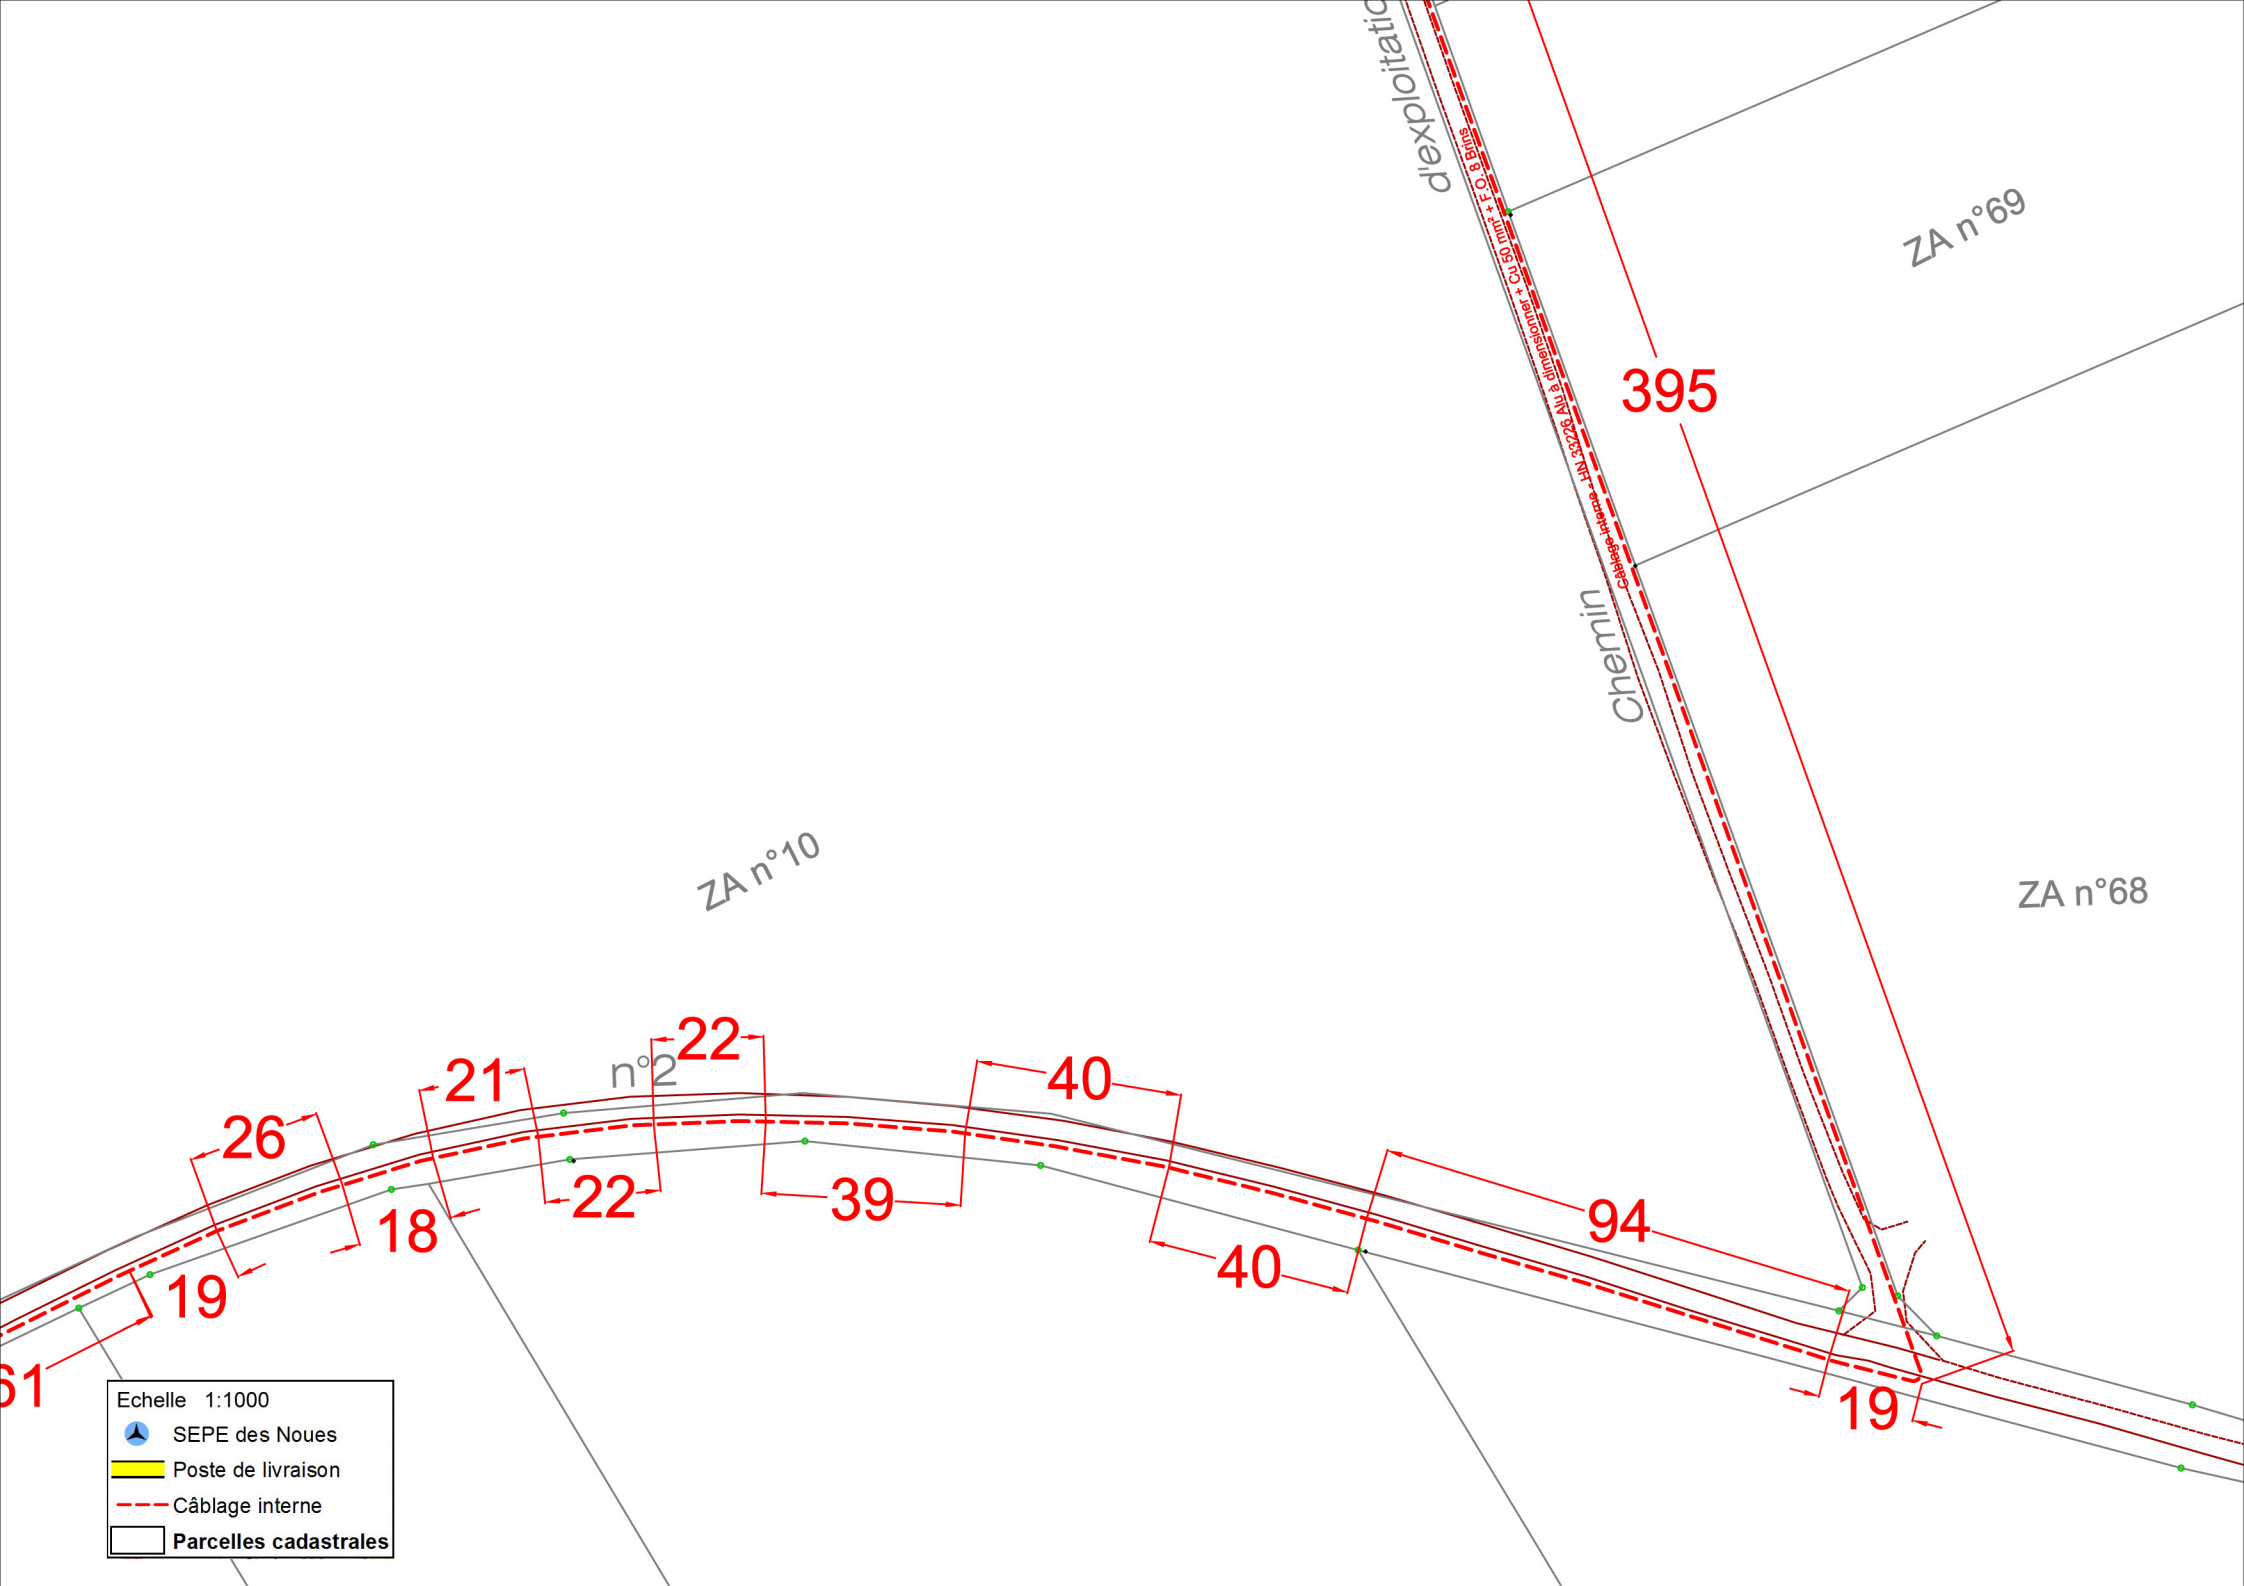 d'exploitatio
Câblage interne - HN 33226 Alu à dimensionner + Cu 50 mm² + F.O. 8 Brins
ZA n°69
395
Chemin
ZA n°10
ZA n°68
22
n°2
21
40
26
22
39
18
94
40
19
61
19
Echelle 1:1000
SEPE des Noues
Poste de livraison
Câblage interne
Parcelles cadastrales